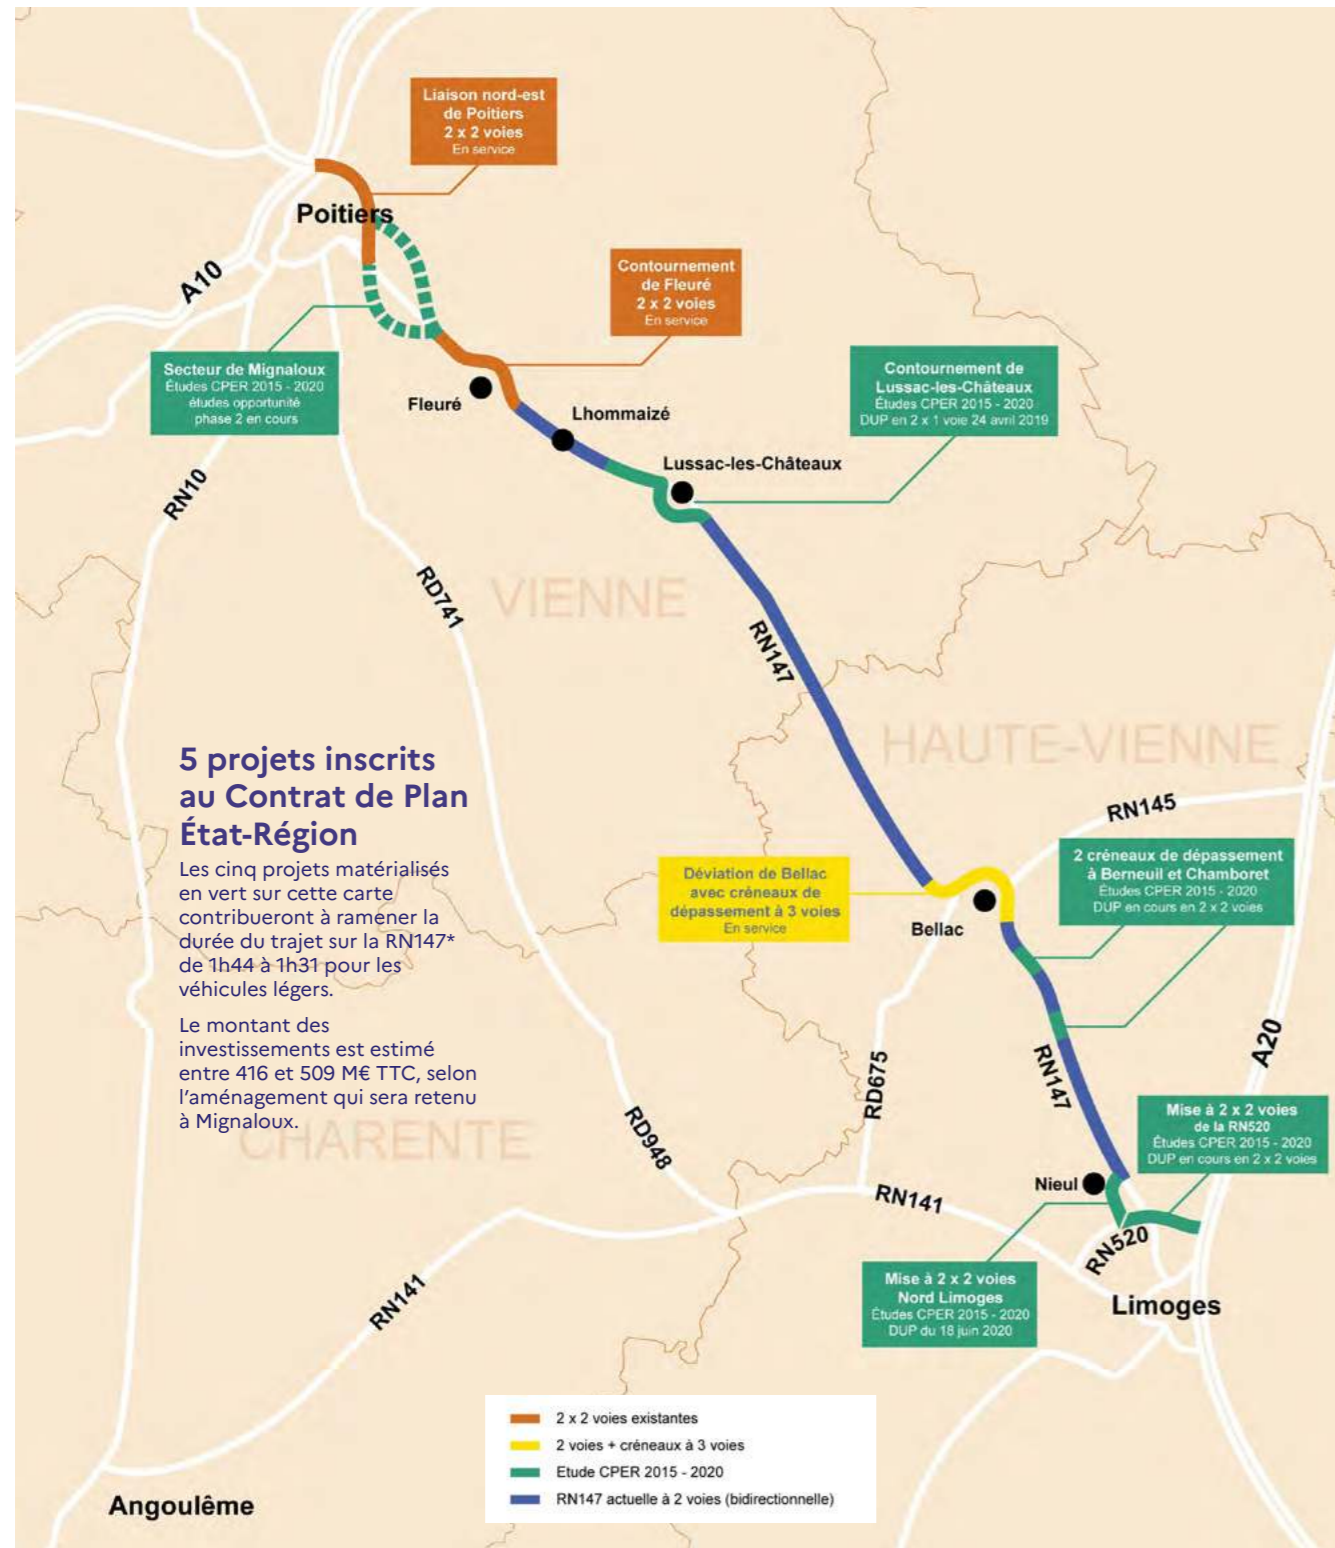 Liaison nord-est
de Poitiers
2 x 2 voies
En service
Poitiers
A10
Contournement
de Fleuré
2 x 2 voies
En service
Secteur de Mignaloux
Études CPER 2015 - 2020
études opportunité
phase 2 en cours
Fleuré
Lhommaizé
Contournement de
Lussac-les-Châteaux
Études CPER 2015 - 2020
DUP en 2 x 1 voie 24 avril 2019
Lussac-les-Châteaux
RN10
RD741
VIENNE
RN147
HAUTE-VIENNE
5 projets inscrits
au Contrat de Plan
État-Région
Les cinq projets matérialisés
en vert sur cette carte
contribueront à ramener la
durée du trajet sur la RN147*
de 1h44 à 1h31 pour les
véhicules légers.
Le montant des
investissements est estimé
entre 416 et 509 M€ TTC, selon
l'aménagement qui sera retenu
à Mignaloux.
CHARENTE
RN145
Déviation de Bellac
avec créneaux de
dépassement à 3 voies
En service
Bellac
2 créneaux de dépassement
à Berneuil et Chamboret
Études CPER 2015 - 2020
DUP en cours en 2 x 2 voies
A20
RD675
RN147
RD948
Mise à 2 x 2 voies
de la RN520
Études CPER 2015 - 2020
DUP en cours en 2 x 2 voies
Nieul
RN141
RN520
RN141
Mise à 2 x 2 voies
Nord Limoges
Études CPER 2015 - 2020
DUP du 18 juin 2020
Limoges
2 x 2 voies existantes
2 voies + créneaux à 3 voies
Etude CPER 2015 - 2020
RN147 actuelle à 2 voies (bidirectionnelle)
Angoulême